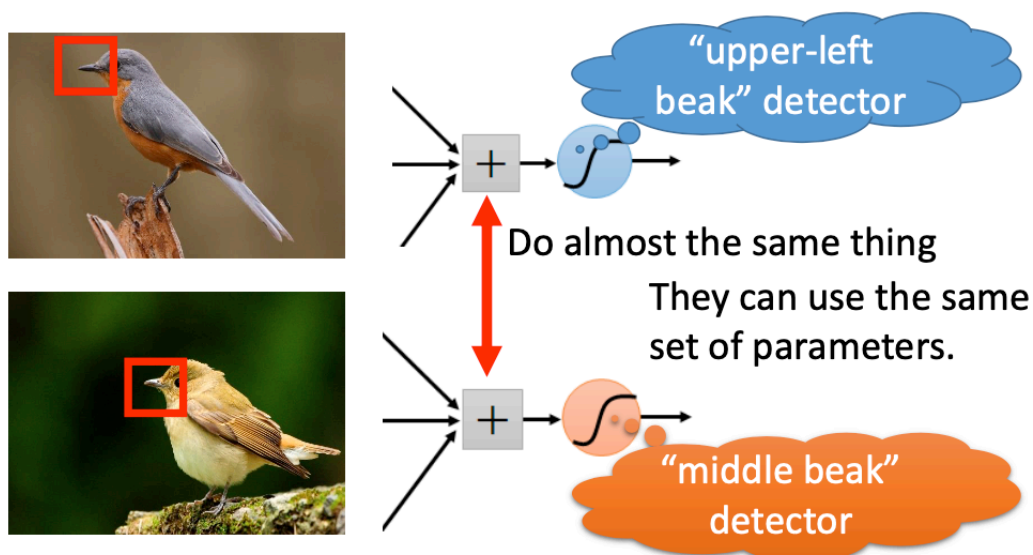 “upper-left
beak” detector
+
Do almost the same thing
They can use the same
set of parameters.
+
“middle beak”
detector